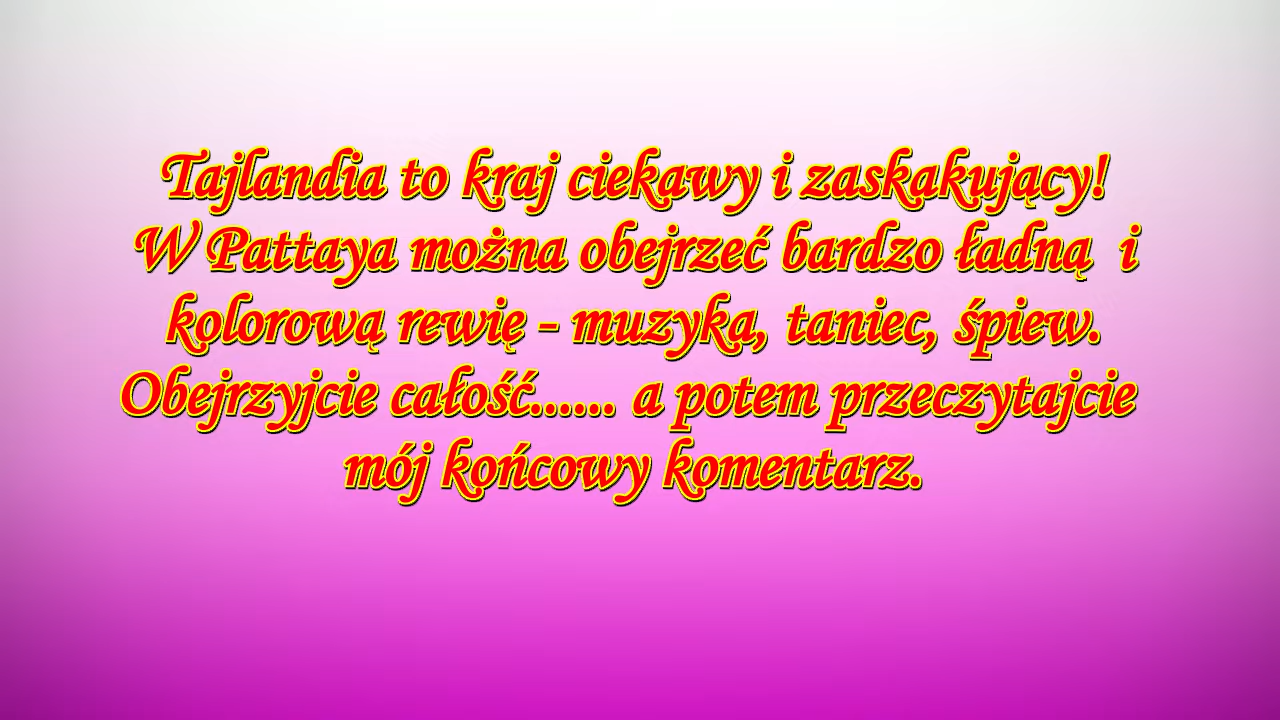 Tajlandia to kraj ciekawy i zaskakujący!
W Pattaya można obejrzeć bardzo ładną  i
kolorową rewię - muzyka, taniec, śpiew.
Obejrzyjcie całość...... a potem przeczytajcie
mój końcowy komentarz.